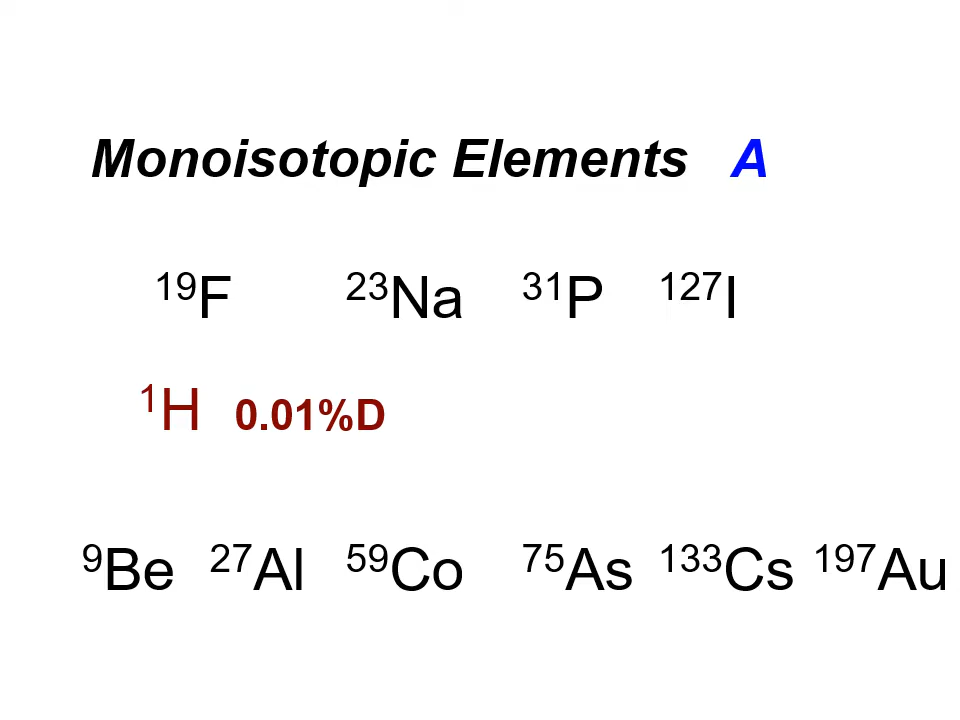 Monoisotopic Elements A
¹⁹F ²³Na ³¹P ¹²⁷I
¹H 0.01%D
⁹Be ²⁷Al ⁵⁹Co ⁷⁵As ¹³³Cs ¹⁹⁷Au